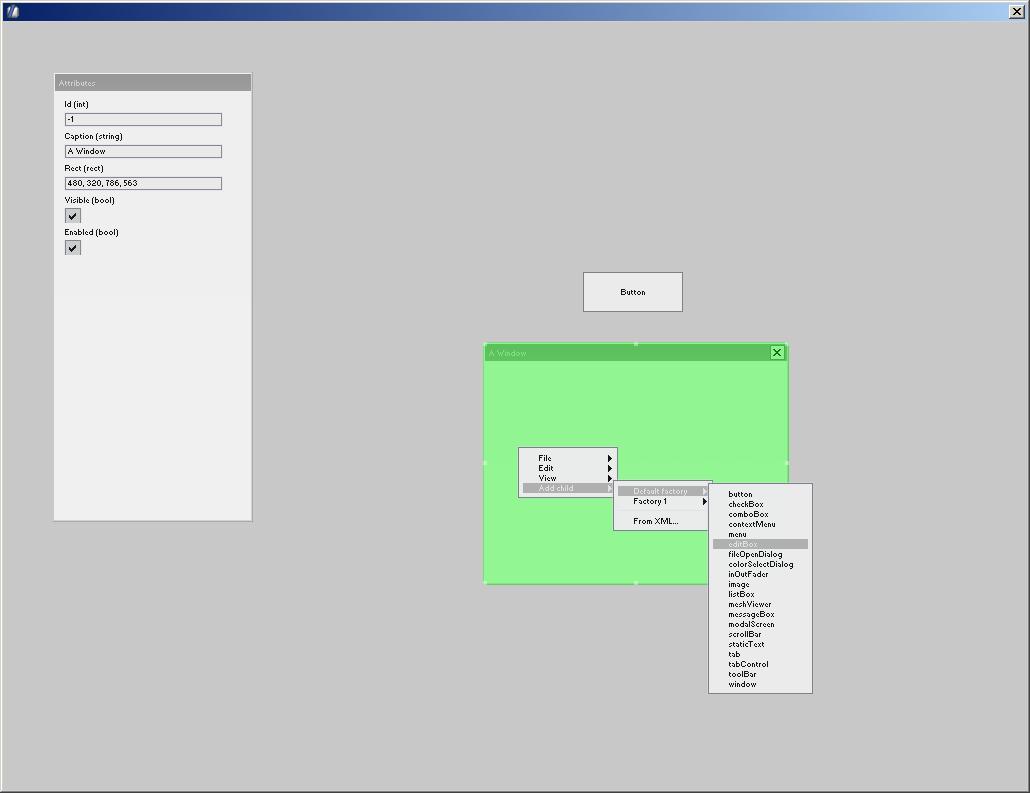 Attributes
Id (int)
-1
Caption (string)
A Window
Rect (rect)
480, 320, 786, 563
Visible (bool)
Enabled (bool)
Button
A Window
File
Edit
View
Add child
Default factory
Factory 1
From XML...
button
checkBox
comboBox
contextMenu
menu
editBox
fileOpenDialog
colorSelectDialog
inOutFader
image
listBox
meshViewer
messageBox
modalScreen
scrollBar
staticText
tab
tabControl
toolBar
window